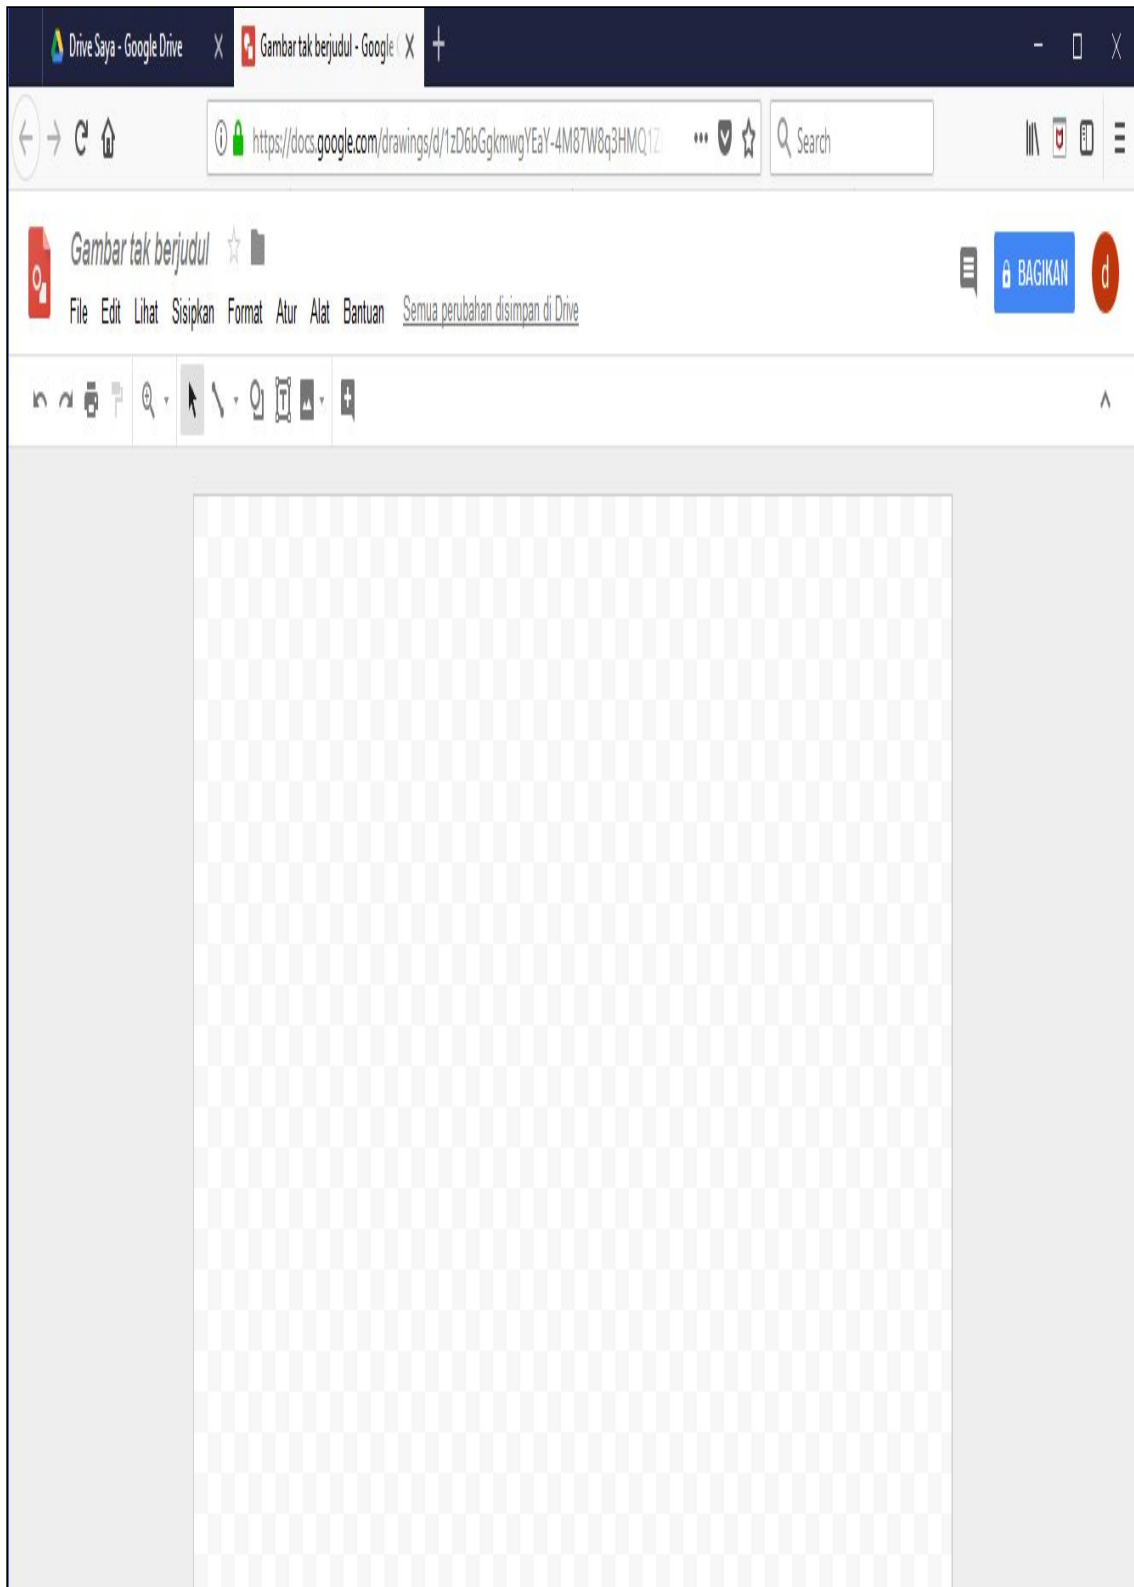 Drive Saya - Google Drive
Gambar tak berjudul - Google
https://docs.google.com/drawings/d/1zD6bGgkmwgYEaY-4M87W8q3HMQ1Z
Search
Gambar tak berjudul
BAGIKAN
d
File Edit Lihat Sisipkan Format Atur Alat Bantuan Semua perubahan disimpan di Drive